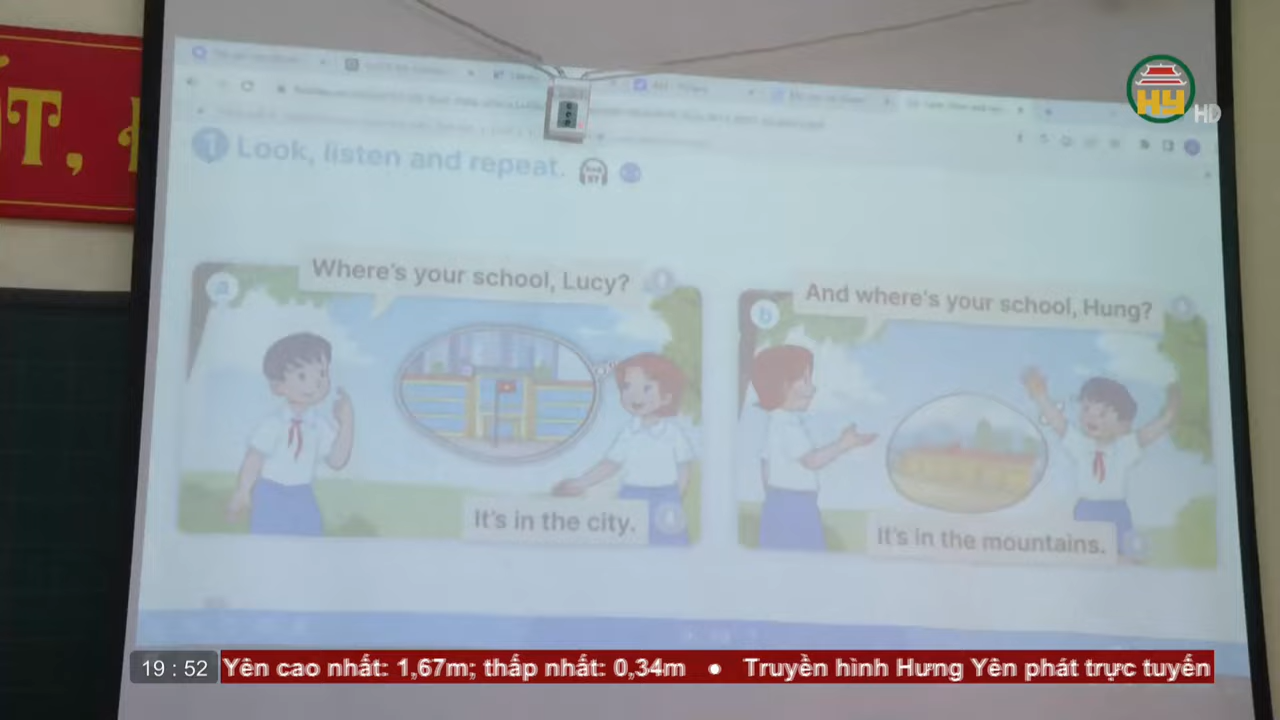 ỐT,
HY
HD
1 Look, listen and repeat.
a
Where's your school, Lucy?
It's in the city.
b
And where's your school, Hung?
It's in the mountains.
19 : 52 Yên cao nhất: 1,67m; thấp nhất: 0,34m • Truyền hình Hưng Yên phát trực tuyến